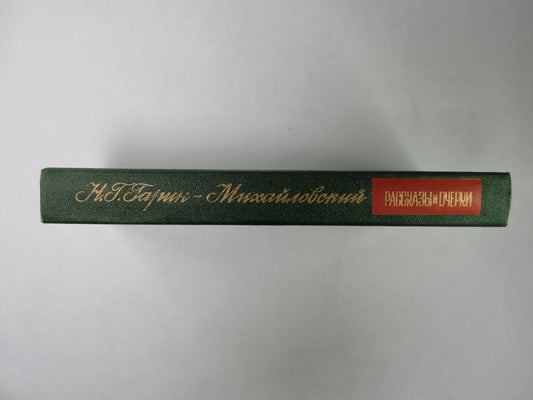 Н.Г.Гарин-Михайловский
РАССКАЗЫ и ОЧЕРКИ